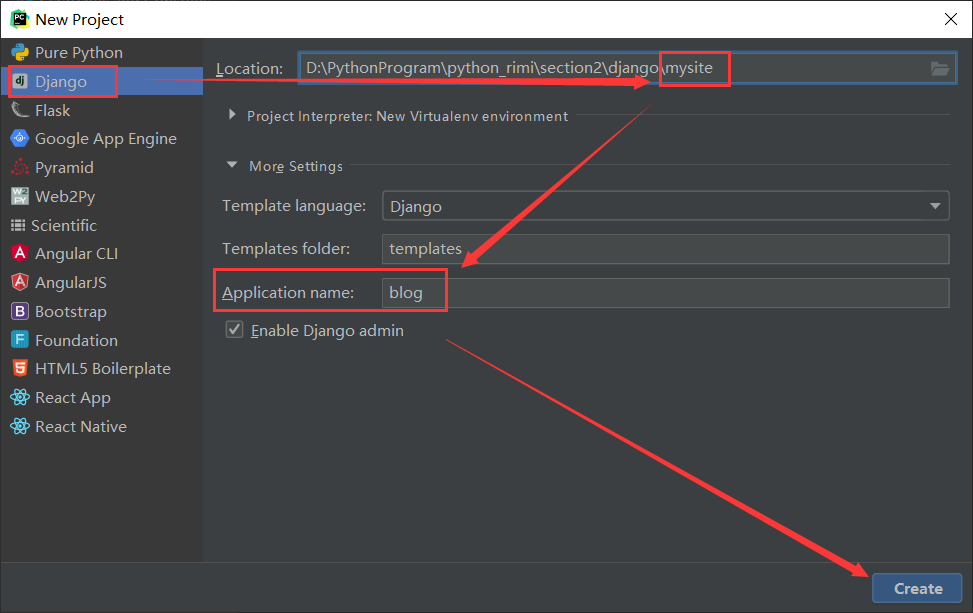 New Project
Pure Python
Django
Flask
Google App Engine
Pyramid
Web2Py
Scientific
Angular CLI
AngularJS
Bootstrap
Foundation
HTML5 Boilerplate
React App
React Native
Location: D:\PythonProgram\python_rimi\section2\django\mysite
Project Interpreter: New Virtualenv environment
More Settings
Template language: Django
Templates folder: templates
Application name: blog
Enable Django admin
Create